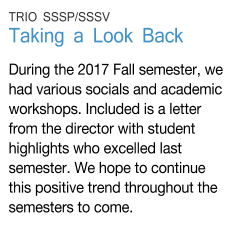 TRIO SSSP/SSSV
Taking a Look Back
During the 2017 Fall semester, we
had various socials and academic
workshops. Included is a letter
from the director with student
highlights who excelled last
semester. We hope to continue
this positive trend throughout the
semesters to come.